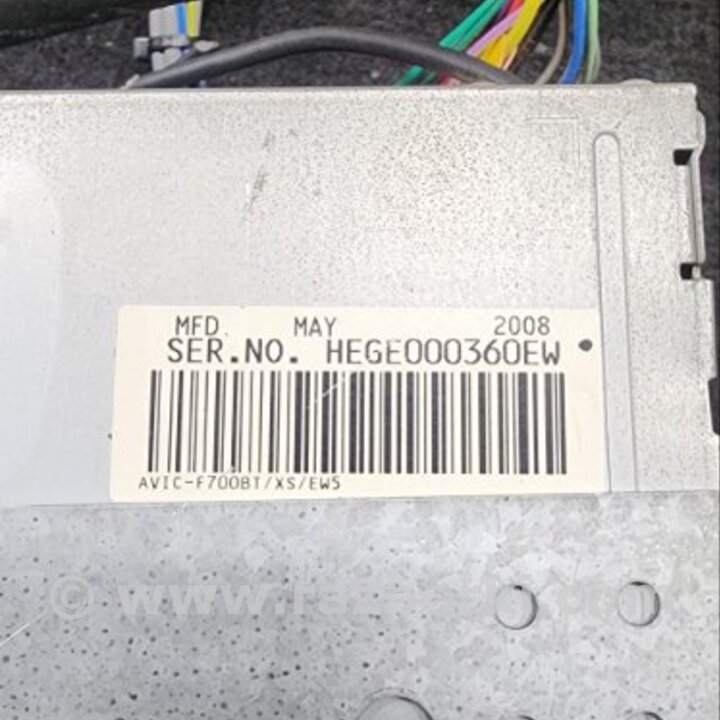 MFD. MAY 2008
SER.NO. HEGE000360EW
AVIC-F700BT/XS/EW5